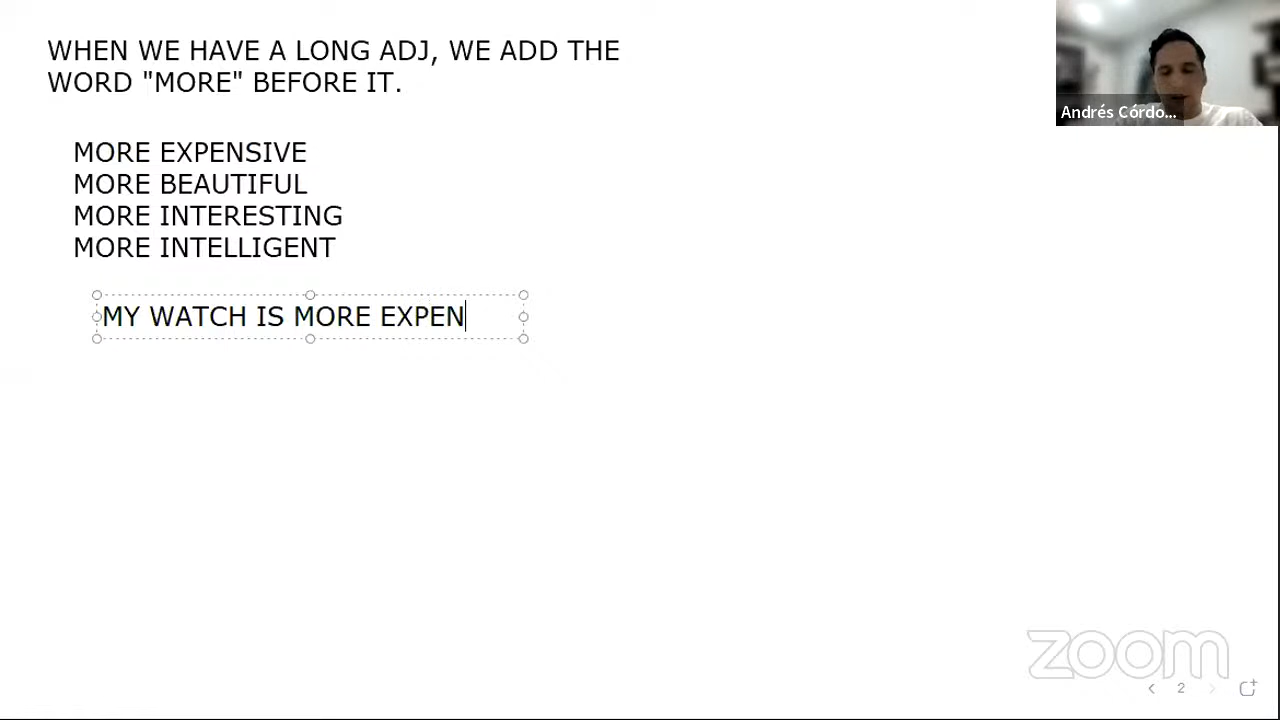 WHEN WE HAVE A LONG ADJ, WE ADD THE
WORD "MORE" BEFORE IT.
Andrés Córdo...
MORE EXPENSIVE
MORE BEAUTIFUL
MORE INTERESTING
MORE INTELLIGENT
MY WATCH IS MORE EXPEN
zoom
2